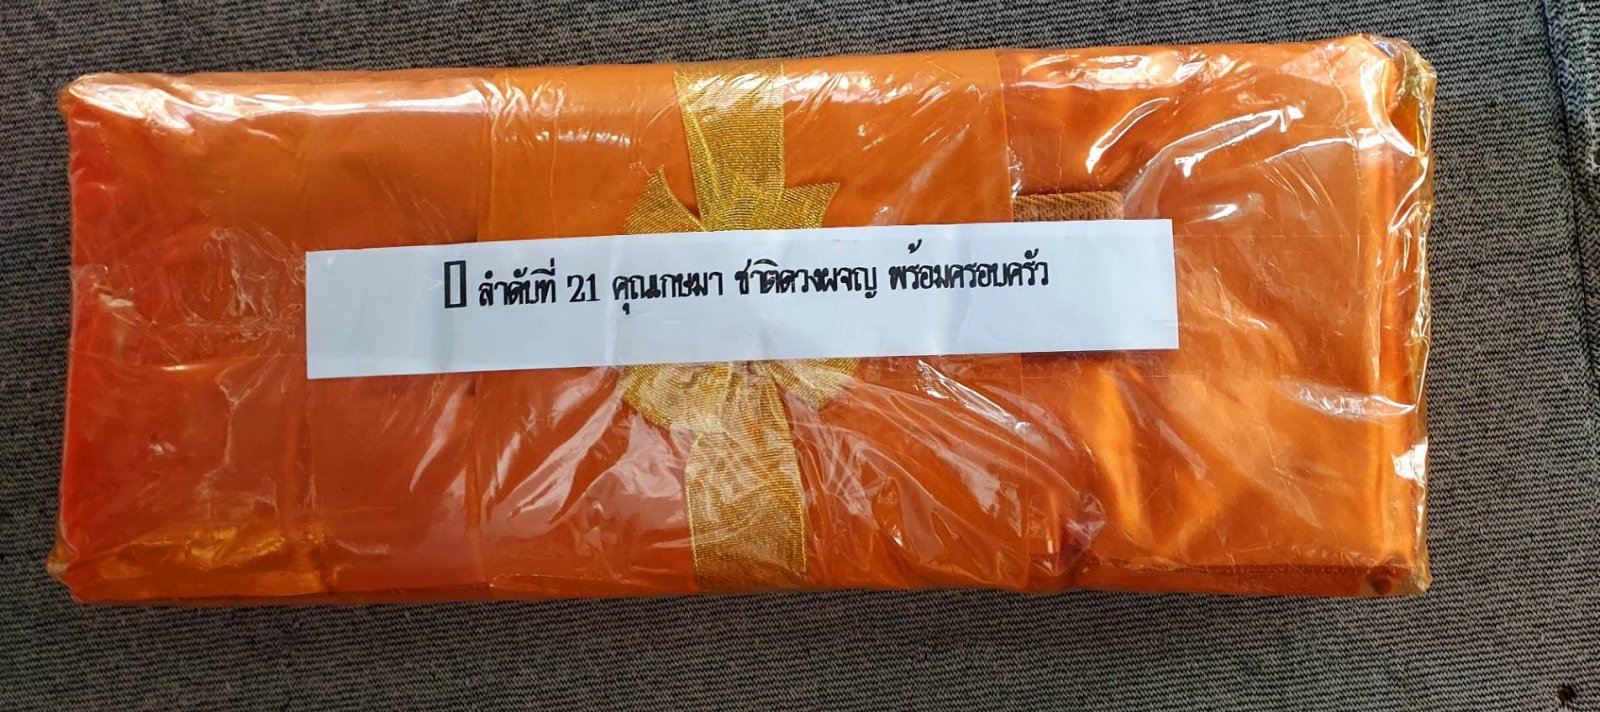 ▯ ลำดับที่ 21 คุณเกษมา ชาติดวงผจญ พร้อมครอบครัว